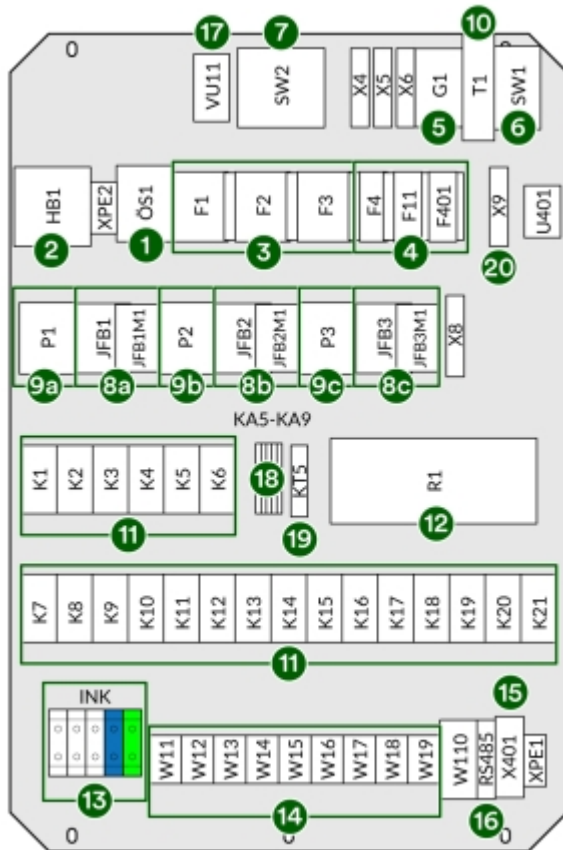 17 7 10
VU11 SW2 X4 X5 X6 G1 T1 SW1
5 6
HB1 XPE2 ÖS1 F1 F2 F3 F4 F11 F401 X9 U401
2 1 3 4 20
P1 JFB1 JFB1M1 P2 JFB2 JFB2M1 P3 JFB3 JFB3M1 X8
9a 8a 9b 8b 9c 8c
KA5-KA9
K1 K2 K3 K4 K5 K6 18 KT5 R1
11 19 12
K7 K8 K9 K10 K11 K12 K13 K14 K15 K16 K17 K18 K19 K20 K21
11
INK 15
W11 W12 W13 W14 W15 W16 W17 W18 W19 W110 RS485 X401 XPE1
13 14 16